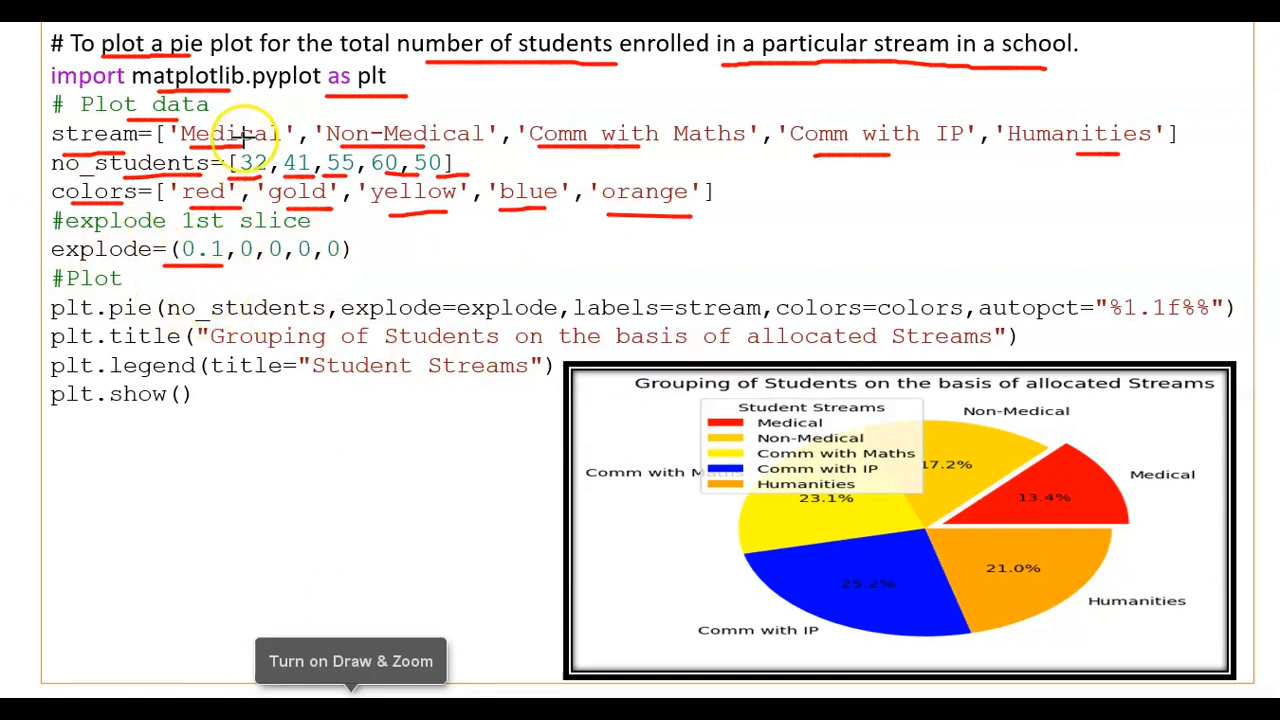 # To plot a pie plot for the total number of students enrolled in a particular stream in a school.
import matplotlib.pyplot as plt
# Plot data
stream=['Medical','Non-Medical','Comm with Maths','Comm with IP','Humanities']
no_students=[32,41,55,60,50]
colors=['red','gold','yellow','blue','orange']
#explode 1st slice
explode=(0.1,0,0,0,0)
#Plot
plt.pie(no_students,explode=explode,labels=stream,colors=colors,autopct="%1.1f%%")
plt.title("Grouping of Students on the basis of allocated Streams")
plt.legend(title="Student Streams")
plt.show()
Grouping of Students on the basis of allocated Streams
Student Streams
Medical
Non-Medical
Comm with Maths
Comm with IP
Humanities
Non-Medical
17.2%
Medical
13.4%
Comm with Maths
23.1%
25.2%
Comm with IP
21.0%
Humanities
Turn on Draw & Zoom